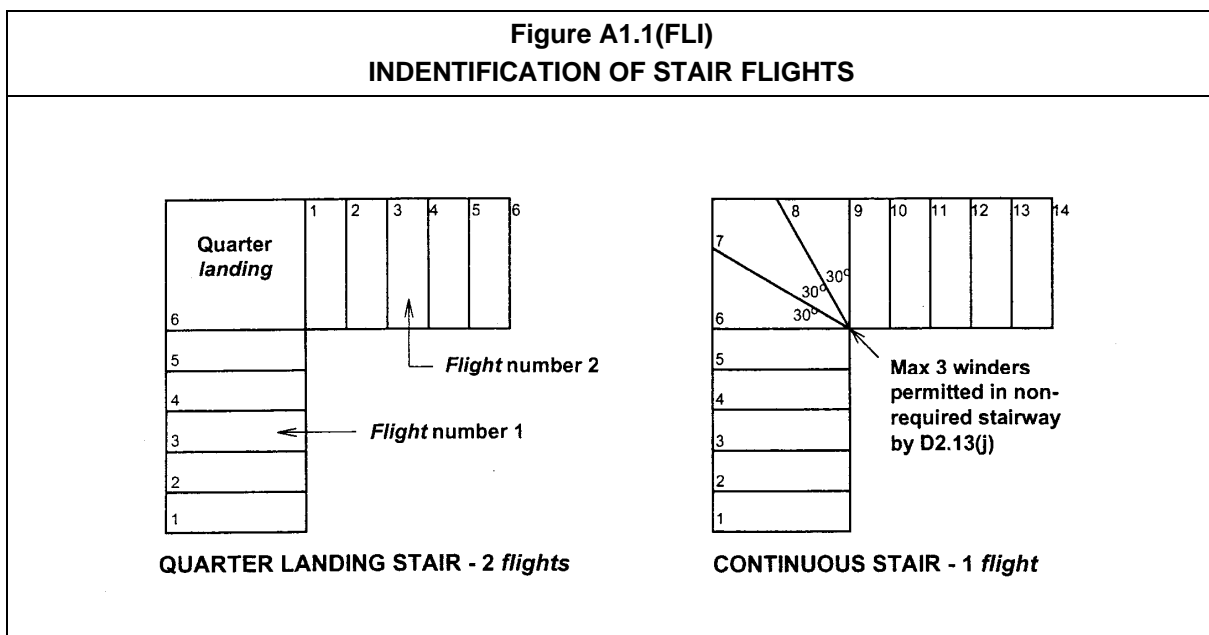 Figure A1.1(FLI)
INDENTIFICATION OF STAIR FLIGHTS
Quarter
landing
1 2 3 4 5 6
6
5
4
3
2
1
Flight number 2
Flight number 1
QUARTER LANDING STAIR - 2 flights
8 9 10 11 12 13 14
7
30º
30º
30º
6
5
4
3
2
1
Max 3 winders
permitted in non-
required stairway
by D2.13(j)
CONTINUOUS STAIR - 1 flight